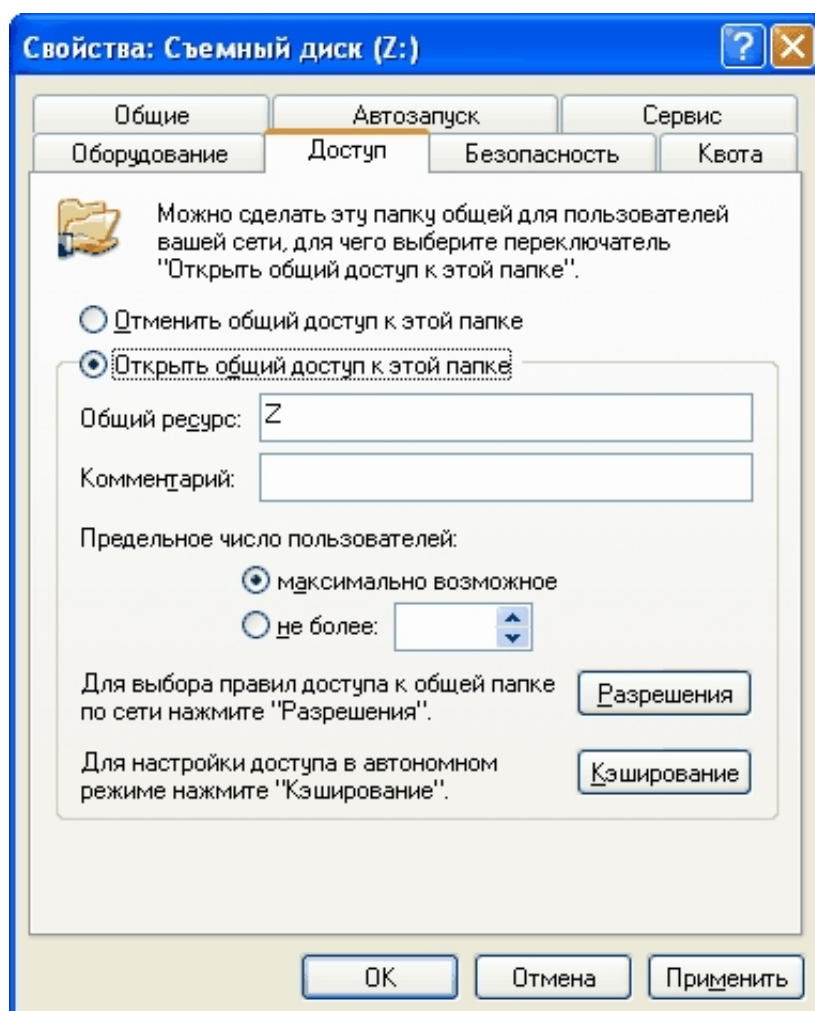 Свойства: Съемный диск (Z:)
Общие Автозапуск Сервис
Оборудование Доступ Безопасность Квота
Можно сделать эту папку общей для пользователей
вашей сети, для чего выберите переключатель
"Открыть общий доступ к этой папке".
Отменить общий доступ к этой папке
Открыть общий доступ к этой папке
Общий ресурс: Z
Комментарий:
Предельное число пользователей:
максимально возможное
не более:
Для выбора правил доступа к общей папке
по сети нажмите "Разрешения".
Разрешения
Для настройки доступа в автономном
режиме нажмите "Кэширование".
Кэширование
OK Отмена Применить